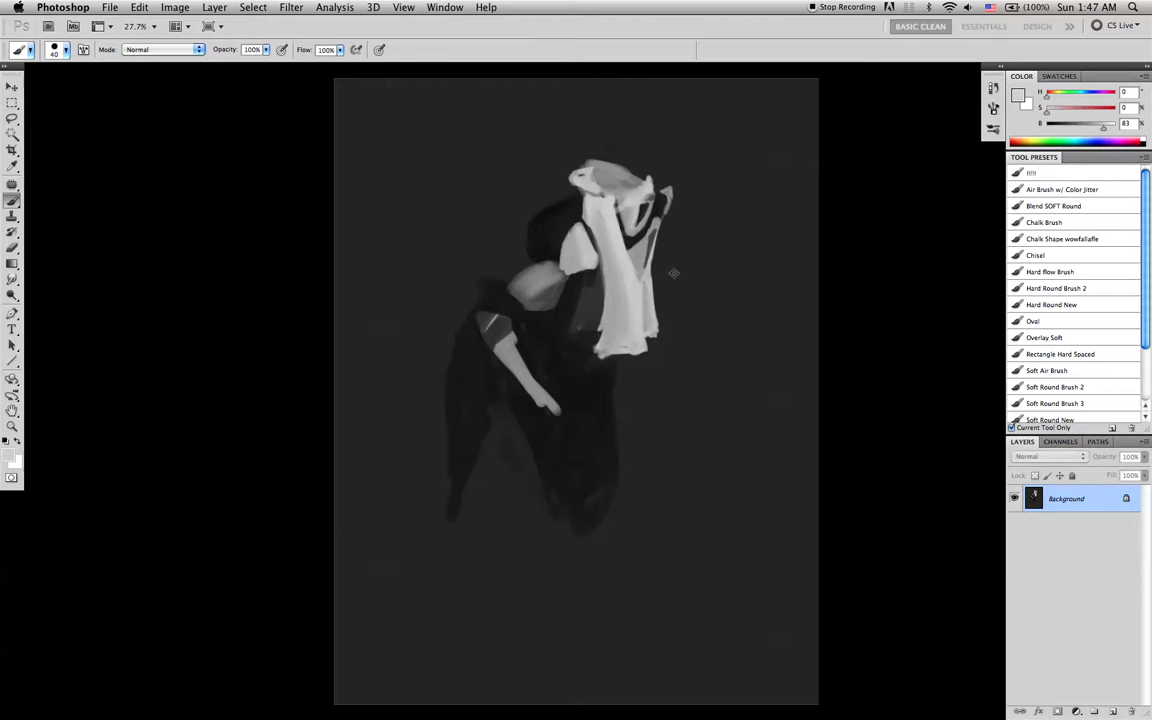 Photoshop File Edit Image Layer Select Filter Analysis 3D View Window Help Stop Recording (100%) Sun 1:47 AM
Ps Br Mb 27.7% BASIC CLEAN ESSENTIALS DESIGN CS Live
40 Mode: Normal Opacity: 100% Flow: 100%
COLOR SWATCHES
H 0 °
S 0 %
B 83 %
TOOL PRESETS
!!!!!
Air Brush w/ Color Jitter
Blend SOFT Round
Chalk Brush
Chalk Shape wowfallafle
Chisel
Hard flow Brush
Hard Round Brush 2
Hard Round New
Oval
Overlay Soft
Rectangle Hard Spaced
Soft Air Brush
Soft Round Brush 2
Soft Round Brush 3
Soft Round New
Current Tool Only
LAYERS CHANNELS PATHS
Normal Opacity: 100%
Lock: Fill: 100%
Background